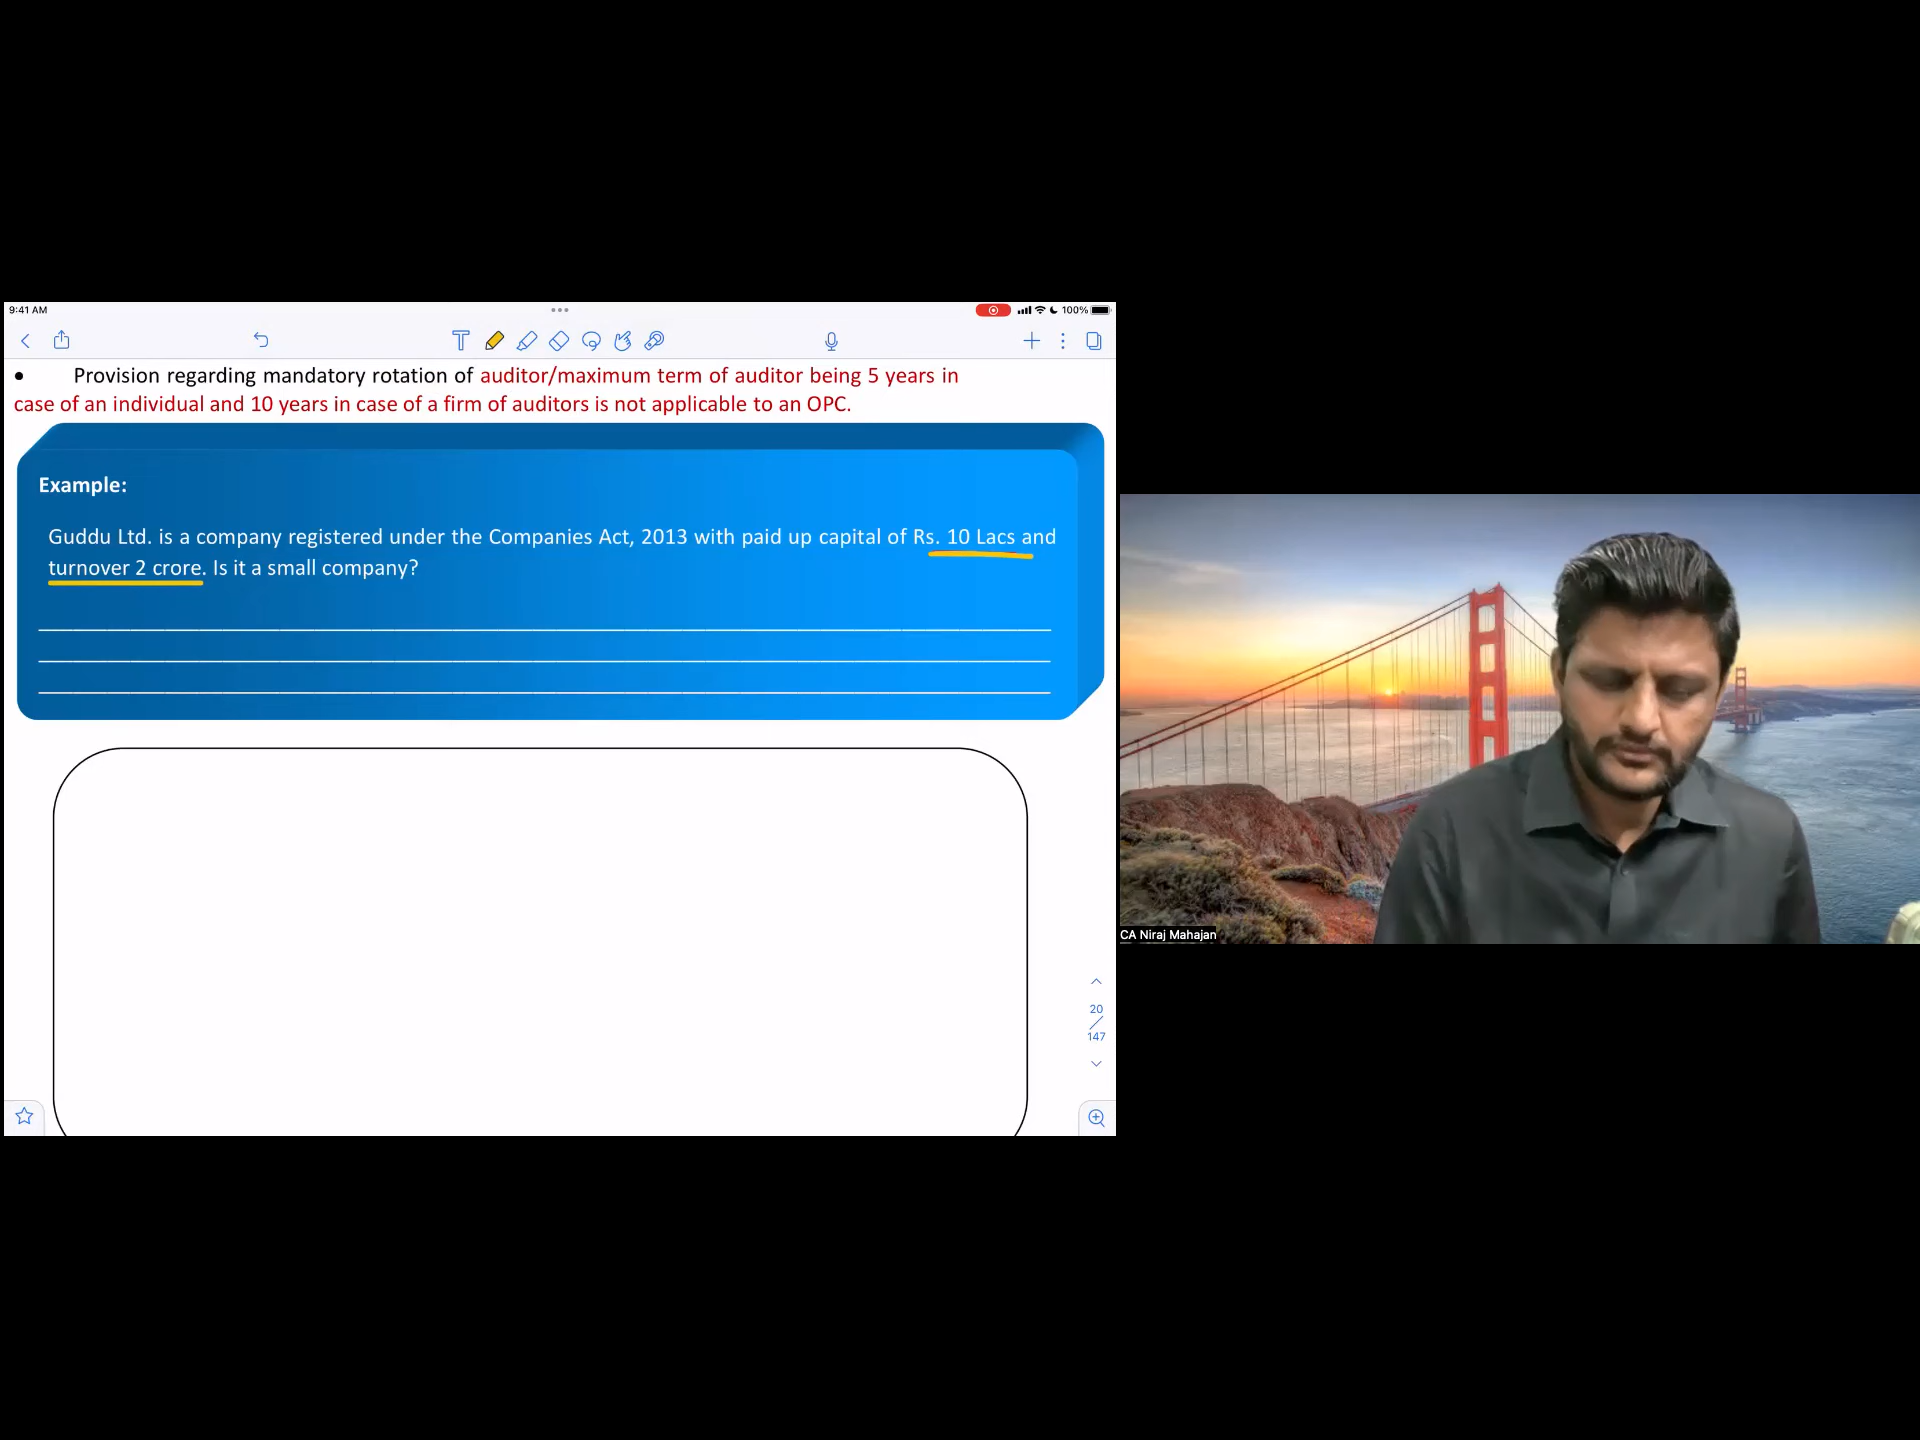 9:41 AM
100%
• Provision regarding mandatory rotation of auditor/maximum term of auditor being 5 years in
case of an individual and 10 years in case of a firm of auditors is not applicable to an OPC.
Example:
Guddu Ltd. is a company registered under the Companies Act, 2013 with paid up capital of Rs. 10 Lacs and
turnover 2 crore. Is it a small company?
20
147
CA Niraj Mahajan